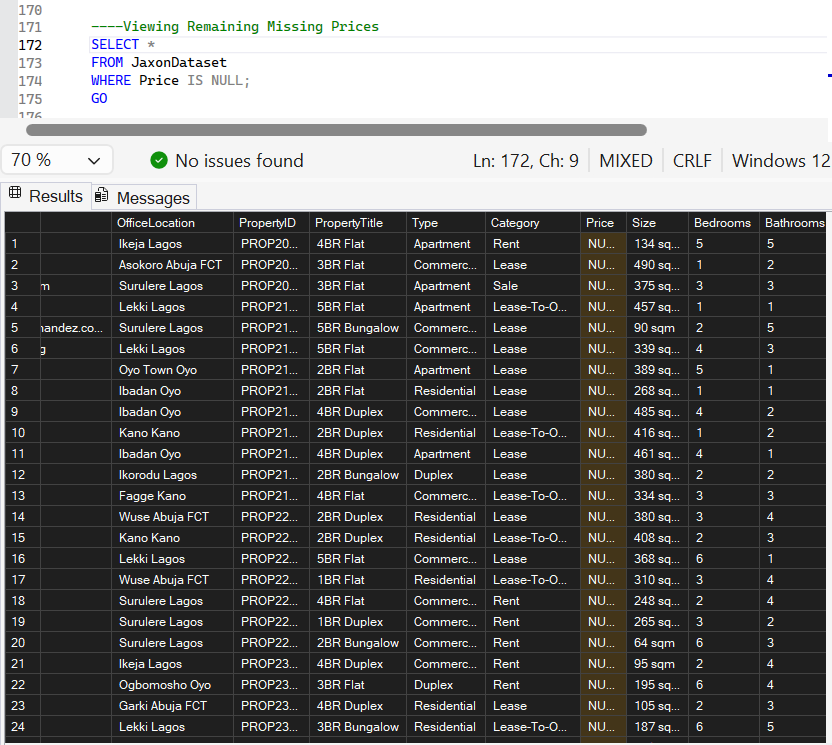 170
171 ----Viewing Remaining Missing Prices
172 SELECT *
173 FROM JaxonDataset
174 WHERE Price IS NULL;
175 GO
176
70 % No issues found Ln: 172, Ch: 9 MIXED CRLF Windows 12
Results Messages
OfficeLocation PropertyID PropertyTitle Type Category Price Size Bedrooms Bathrooms
1 Ikeja Lagos PROP20... 4BR Flat Apartment Rent NU... 134 sq... 5 5
2 Asokoro Abuja FCT PROP20... 3BR Flat Commerc... Lease NU... 490 sq... 1 2
3 m Surulere Lagos PROP20... 3BR Flat Apartment Sale NU... 375 sq... 3 3
4 Lekki Lagos PROP21... 5BR Flat Apartment Lease-To-O... NU... 457 sq... 1 1
5 nandez.co... Surulere Lagos PROP21... 5BR Bungalow Commerc... Lease NU... 90 sqm 2 5
6 g Lekki Lagos PROP21... 5BR Flat Commerc... Lease NU... 339 sq... 4 3
7 Oyo Town Oyo PROP21... 2BR Flat Apartment Lease NU... 389 sq... 5 1
8 Ibadan Oyo PROP21... 2BR Flat Residential Lease NU... 268 sq... 1 1
9 Ibadan Oyo PROP21... 4BR Duplex Commerc... Lease NU... 485 sq... 4 2
10 Kano Kano PROP21... 2BR Duplex Residential Lease-To-O... NU... 416 sq... 1 2
11 Ibadan Oyo PROP21... 4BR Duplex Apartment Lease NU... 461 sq... 4 1
12 Ikorodu Lagos PROP21... 2BR Bungalow Duplex Lease NU... 380 sq... 2 2
13 Fagge Kano PROP21... 4BR Flat Commerc... Lease-To-O... NU... 334 sq... 3 3
14 Wuse Abuja FCT PROP22... 2BR Duplex Residential Lease NU... 380 sq... 3 4
15 Kano Kano PROP22... 2BR Duplex Residential Lease-To-O... NU... 408 sq... 2 3
16 Lekki Lagos PROP22... 5BR Flat Commerc... Lease NU... 368 sq... 6 1
17 Wuse Abuja FCT PROP22... 1BR Flat Residential Lease-To-O... NU... 310 sq... 3 4
18 Surulere Lagos PROP22... 4BR Flat Commerc... Rent NU... 248 sq... 2 4
19 Surulere Lagos PROP22... 1BR Duplex Commerc... Rent NU... 265 sq... 3 2
20 Surulere Lagos PROP22... 2BR Bungalow Commerc... Rent NU... 64 sqm 6 3
21 Ikeja Lagos PROP23... 4BR Duplex Commerc... Rent NU... 95 sqm 2 4
22 Ogbomosho Oyo PROP23... 3BR Flat Duplex Rent NU... 195 sq... 6 4
23 Garki Abuja FCT PROP23... 4BR Duplex Residential Lease NU... 105 sq... 2 3
24 Lekki Lagos PROP23... 3BR Bungalow Residential Lease-To-O... NU... 187 sq... 6 5